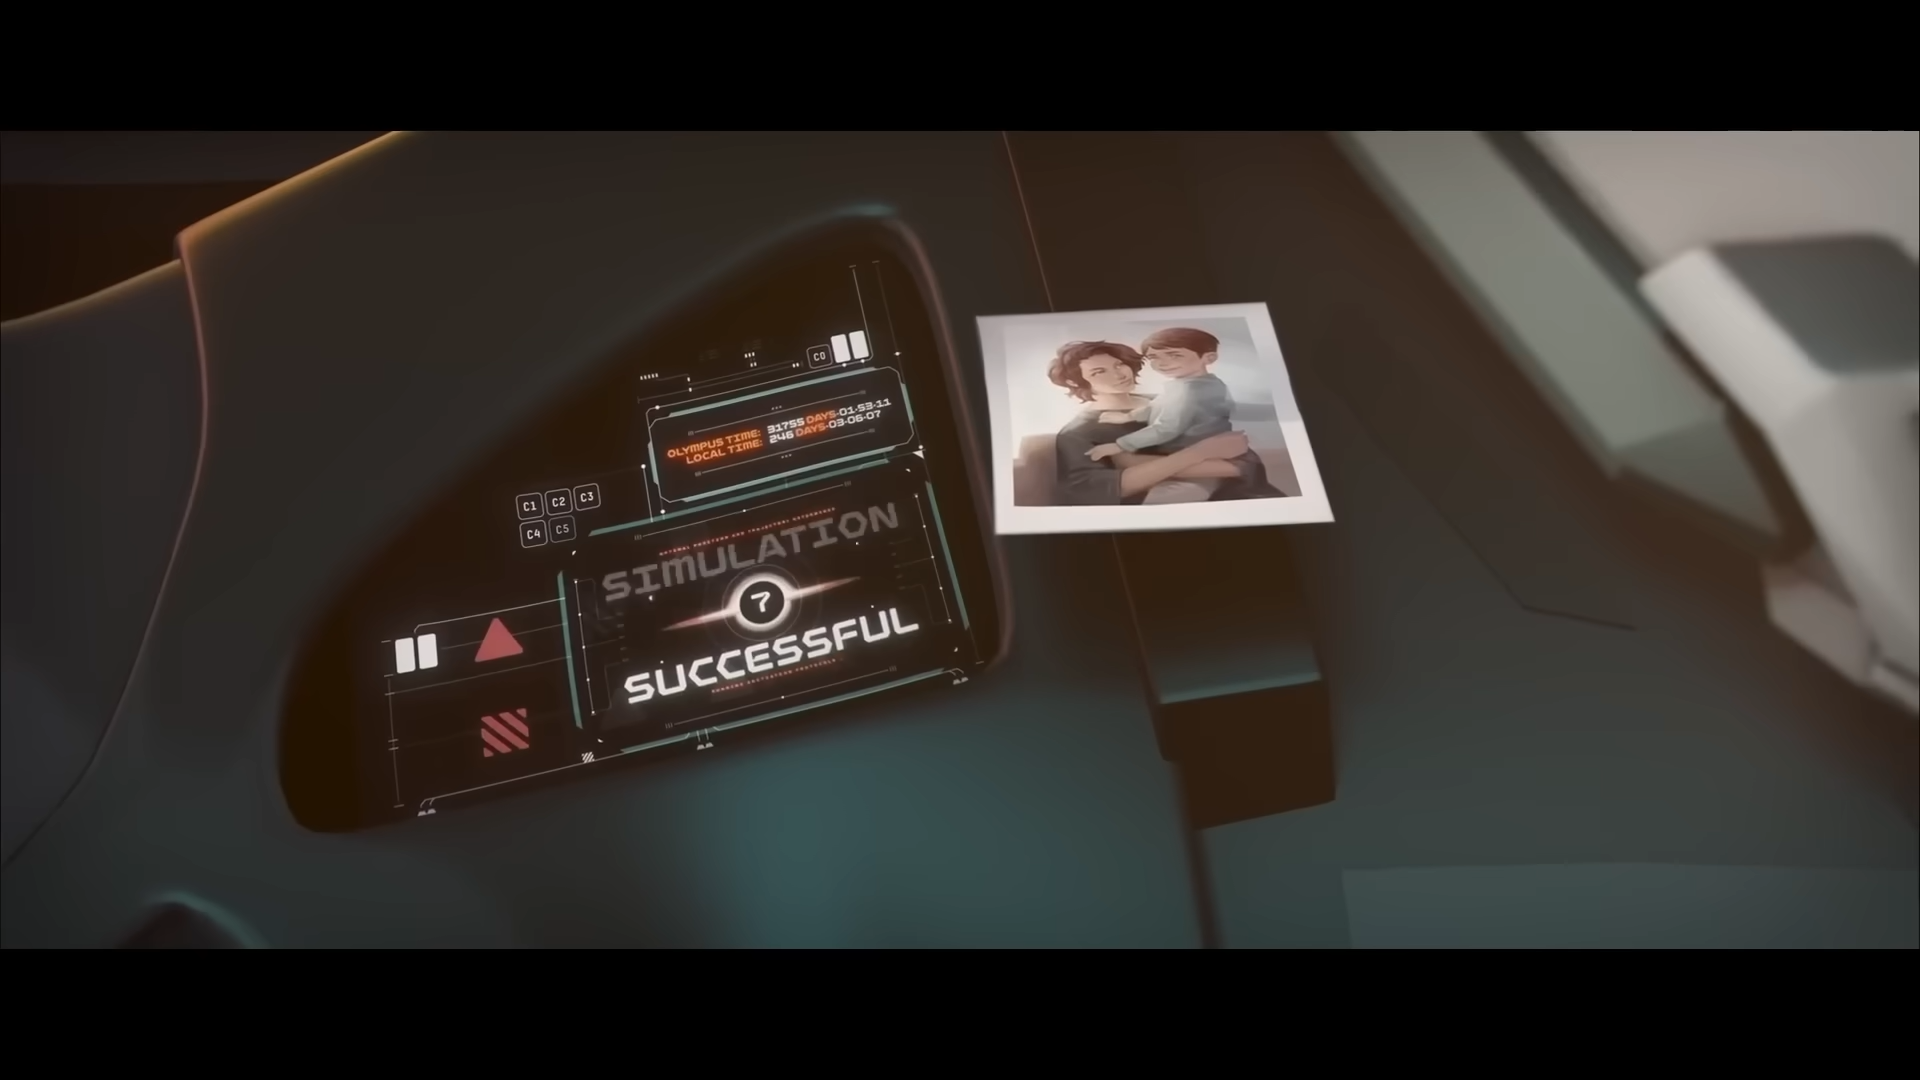 C0
OLYMPUS TIME: 31755 DAYS-01-53-11
LOCAL TIME: 246 DAYS-03-06-07
C1 C2 C3
C4 C5
SIMULATION
7
SUCCESSFUL